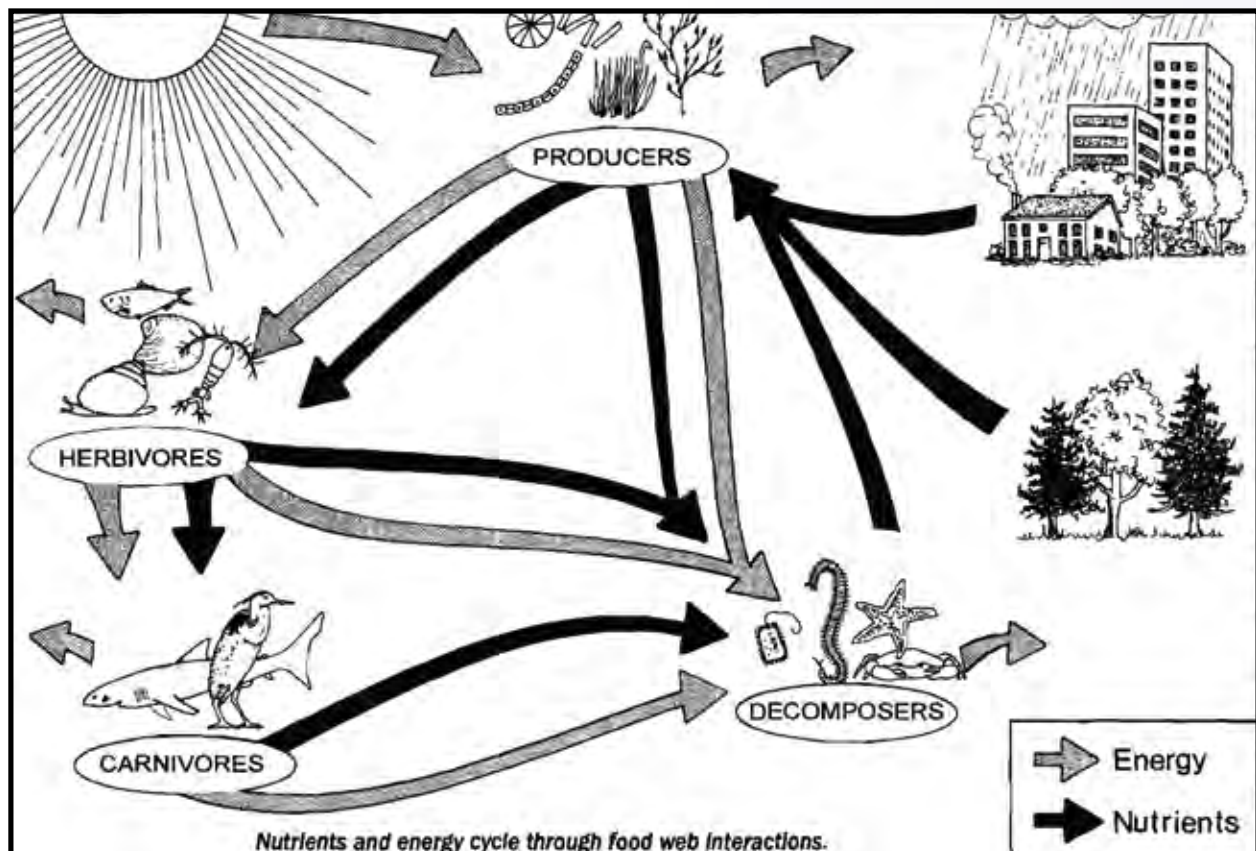 PRODUCERS
HERBIVORES
CARNIVORES
DECOMPOSERS
Energy
Nutrients
Nutrients and energy cycle through food web interactions.